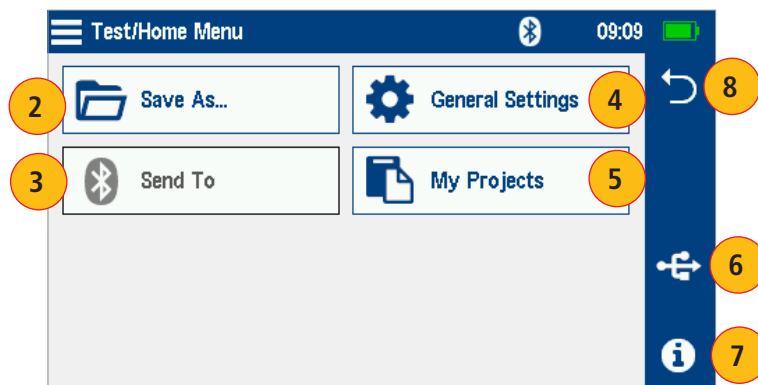 Test/Home Menu 09:09
2 Save As... General Settings 4 8
3 Send To My Projects 5
6
7